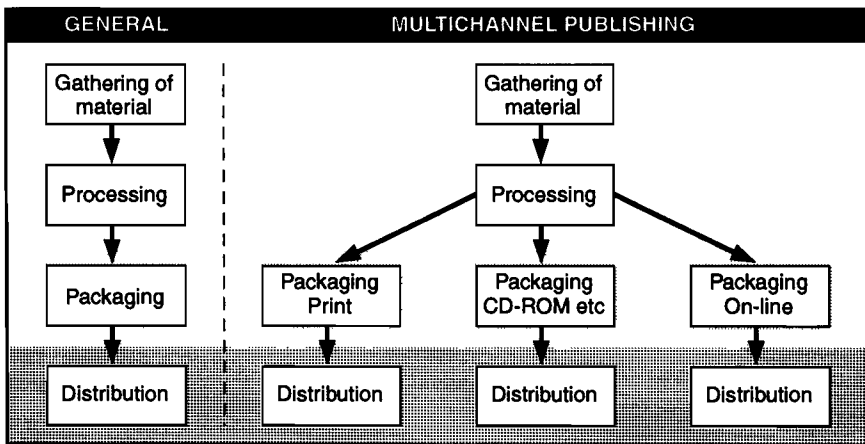 GENERAL
MULTICHANNEL PUBLISHING
Gathering of
material
Processing
Packaging
Distribution
Gathering of
material
Processing
Packaging
Print
Packaging
CD-ROM etc
Packaging
On-line
Distribution
Distribution
Distribution